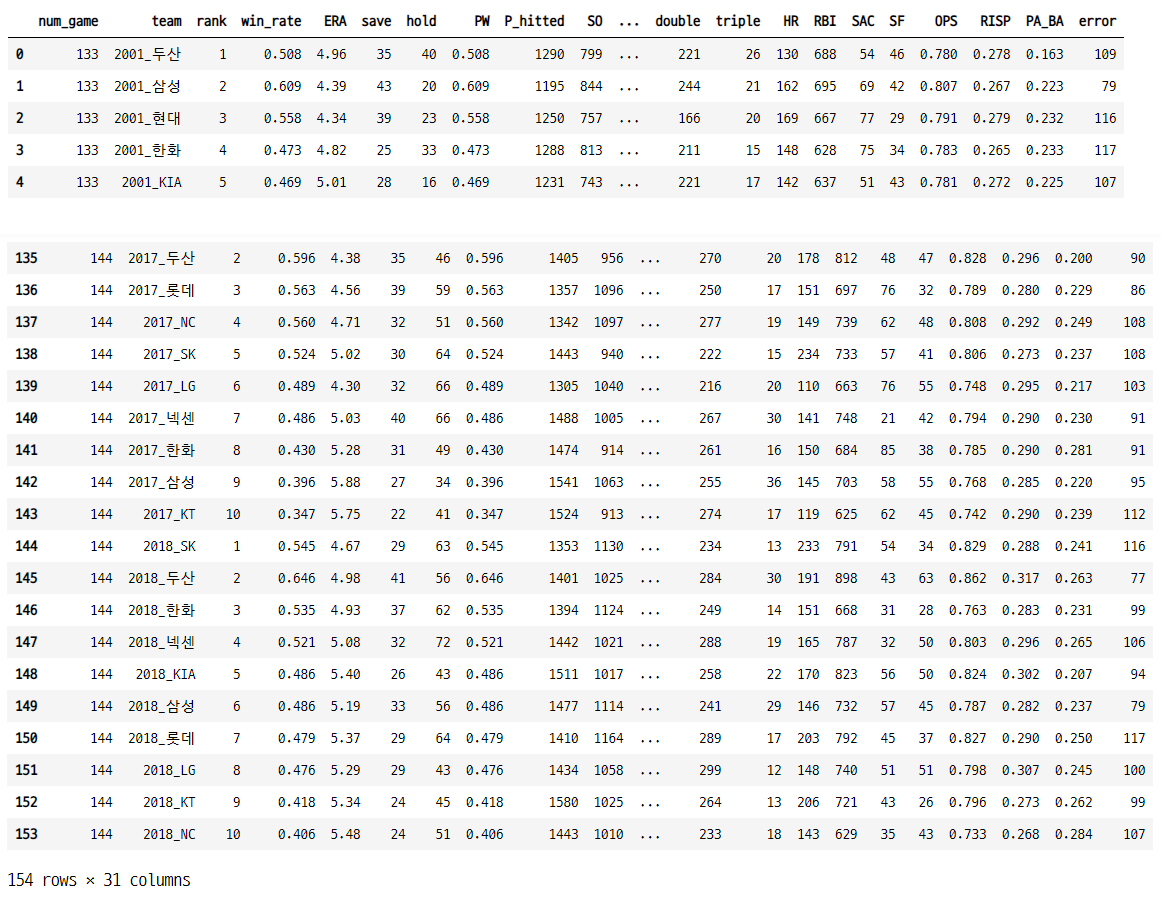 num_game team rank win_rate ERA save hold PW P_hitted SO ... double triple HR RBI SAC SF OPS RISP PA_BA error
0 133 2001_두산 1 0.508 4.96 35 40 0.508 1290 799 ... 221 26 130 688 54 46 0.780 0.278 0.163 109
1 133 2001_삼성 2 0.609 4.39 43 20 0.609 1195 844 ... 244 21 162 695 69 42 0.807 0.267 0.223 79
2 133 2001_현대 3 0.558 4.34 39 23 0.558 1250 757 ... 166 20 169 667 77 29 0.791 0.279 0.232 116
3 133 2001_한화 4 0.473 4.82 25 33 0.473 1288 813 ... 211 15 148 628 75 34 0.783 0.265 0.233 117
4 133 2001_KIA 5 0.469 5.01 28 16 0.469 1231 743 ... 221 17 142 637 51 43 0.781 0.272 0.225 107
135 144 2017_두산 2 0.596 4.38 35 46 0.596 1405 956 ... 270 20 178 812 48 47 0.828 0.296 0.200 90
136 144 2017_롯데 3 0.563 4.56 39 59 0.563 1357 1096 ... 250 17 151 697 76 32 0.789 0.280 0.229 86
137 144 2017_NC 4 0.560 4.71 32 51 0.560 1342 1097 ... 277 19 149 739 62 48 0.808 0.292 0.249 108
138 144 2017_SK 5 0.524 5.02 30 64 0.524 1443 940 ... 222 15 234 733 57 41 0.806 0.273 0.237 108
139 144 2017_LG 6 0.489 4.30 32 66 0.489 1305 1040 ... 216 20 110 663 76 55 0.748 0.295 0.217 103
140 144 2017_넥센 7 0.486 5.03 40 66 0.486 1488 1005 ... 267 30 141 748 21 42 0.794 0.290 0.230 91
141 144 2017_한화 8 0.430 5.28 31 49 0.430 1474 914 ... 261 16 150 684 85 38 0.785 0.290 0.281 91
142 144 2017_삼성 9 0.396 5.88 27 34 0.396 1541 1063 ... 255 36 145 703 58 55 0.768 0.285 0.220 95
143 144 2017_KT 10 0.347 5.75 22 41 0.347 1524 913 ... 274 17 119 625 62 45 0.742 0.290 0.239 112
144 144 2018_SK 1 0.545 4.67 29 63 0.545 1353 1130 ... 234 13 233 791 54 34 0.829 0.288 0.241 116
145 144 2018_두산 2 0.646 4.98 41 56 0.646 1401 1025 ... 284 30 191 898 43 63 0.862 0.317 0.263 77
146 144 2018_한화 3 0.535 4.93 37 62 0.535 1394 1124 ... 249 14 151 668 31 28 0.763 0.283 0.231 99
147 144 2018_넥센 4 0.521 5.08 32 72 0.521 1442 1021 ... 288 19 165 787 32 50 0.803 0.296 0.265 106
148 144 2018_KIA 5 0.486 5.40 26 43 0.486 1511 1017 ... 258 22 170 823 56 50 0.824 0.302 0.207 94
149 144 2018_삼성 6 0.486 5.19 33 56 0.486 1477 1114 ... 241 29 146 732 57 45 0.787 0.282 0.237 79
150 144 2018_롯데 7 0.479 5.37 29 64 0.479 1410 1164 ... 289 17 203 792 45 37 0.827 0.290 0.250 117
151 144 2018_LG 8 0.476 5.29 29 43 0.476 1434 1058 ... 299 12 148 740 51 51 0.798 0.307 0.245 100
152 144 2018_KT 9 0.418 5.34 24 45 0.418 1580 1025 ... 264 13 206 721 43 26 0.796 0.273 0.262 99
153 144 2018_NC 10 0.406 5.48 24 51 0.406 1443 1010 ... 233 18 143 629 35 43 0.733 0.268 0.284 107
154 rows × 31 columns